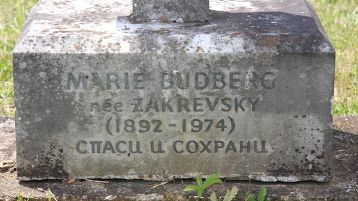 MARIE BUDBERG
née ZAKREVSKY
(1892-1974)
СПАСИ И СОХРАНИ